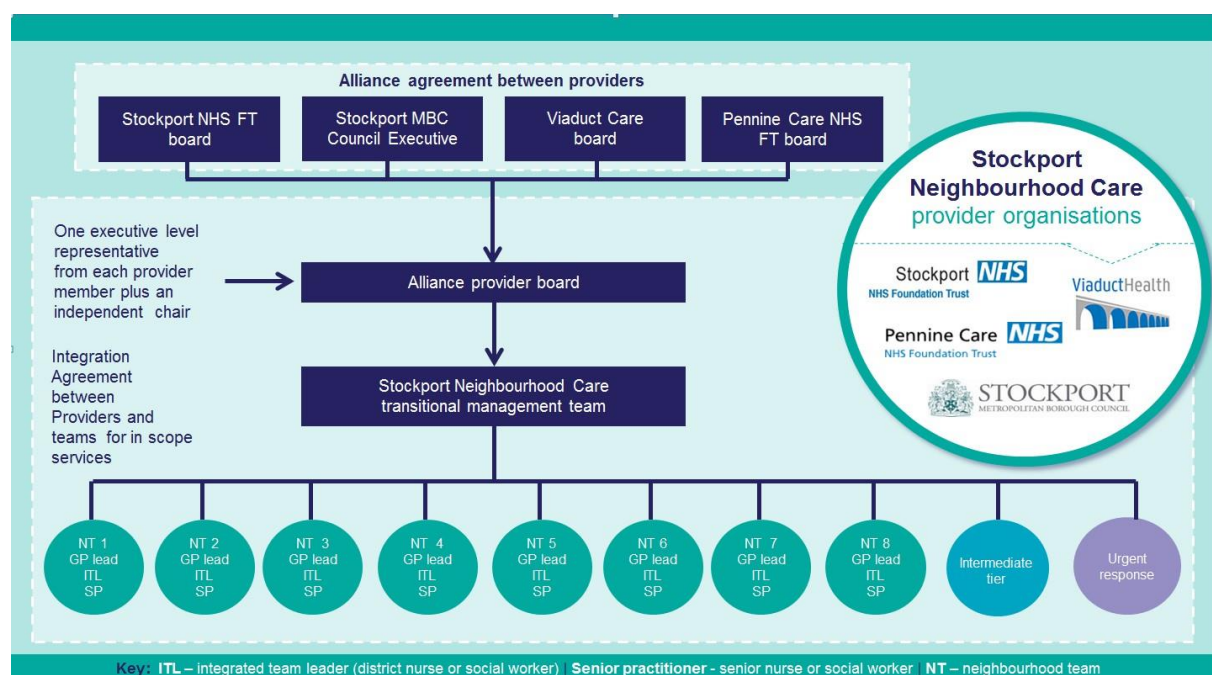 Alliance agreement between providers
Stockport NHS FT
board
Stockport MBC
Council Executive
Viaduct Care
board
Pennine Care NHS
FT board
One executive level
representative
from each provider
member plus an
independent chair
Alliance provider board
Integration
Agreement
between
Providers and
teams for in scope
services
Stockport Neighbourhood Care
transitional management team
NT 1
GP lead
ITL
SP
NT 2
GP lead
ITL
SP
NT 3
GP lead
ITL
SP
NT 4
GP lead
ITL
SP
NT 5
GP lead
ITL
SP
NT 6
GP lead
ITL
SP
NT 7
GP lead
ITL
SP
NT 8
GP lead
ITL
SP
Intermediate
tier
Urgent
response
Stockport
Neighbourhood Care
provider organisations
Stockport NHS
NHS Foundation Trust
ViaductHealth
Pennine Care NHS
NHS Foundation Trust
STOCKPORT
METROPOLITAN BOROUGH COUNCIL
Key: ITL – integrated team leader (district nurse or social worker) | Senior practitioner - senior nurse or social worker | NT – neighbourhood team